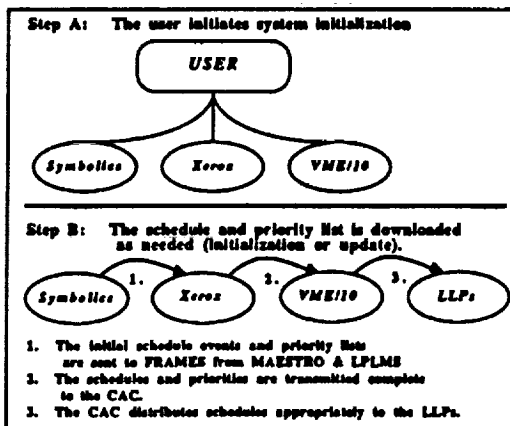 Step A: The user initiates system initialization
USER
Symbolics Xerox VME/10
Step B: The schedule and priority list is downloaded
as needed (initialization or update).
1. 2. 3.
Symbolics Xerox VME/10 LLPs
1. The initial schedule events and priority lists
are sent to FRAMES from MAESTRO & LPLMS
2. The schedules and priorities are transmitted complete
to the CAC.
3. The CAC distributes schedules appropriately to the LLPs.